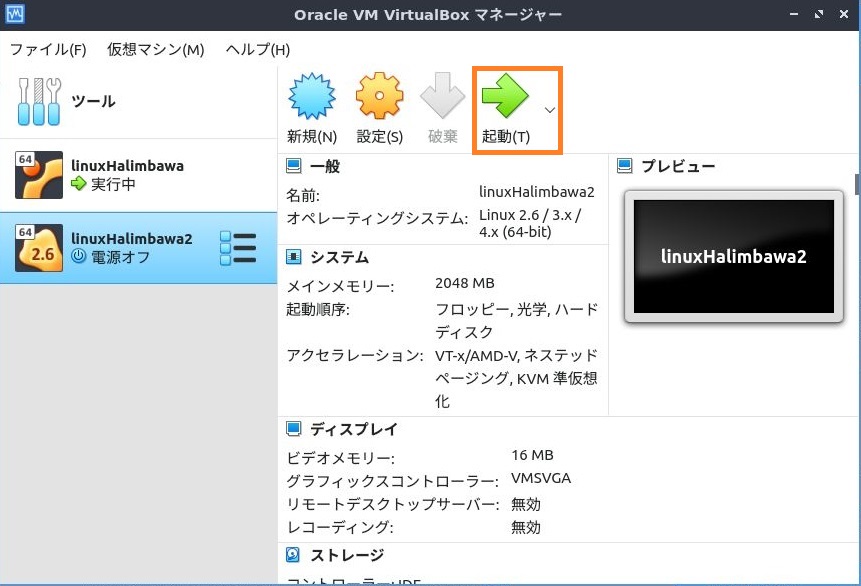 Oracle VM VirtualBox マネージャー
ファイル(F) 仮想マシン(M) ヘルプ(H)
ツール
新規(N) 設定(S) 破棄 起動(T)
64
linuxHalimbawa
実行中
64
2.6
linuxHalimbawa2
電源オフ
一般
名前: linuxHalimbawa2
オペレーティングシステム: Linux 2.6 / 3.x /
4.x (64-bit)
プレビュー
linuxHalimbawa2
システム
メインメモリー: 2048 MB
起動順序: フロッピー, 光学, ハード
ディスク
アクセラレーション: VT-x/AMD-V, ネステッド
ページング, KVM 準仮想
化
ディスプレイ
ビデオメモリー: 16 MB
グラフィックスコントローラー: VMSVGA
リモートデスクトップサーバー: 無効
レコーディング: 無効
ストレージ
コントローラー: IDE